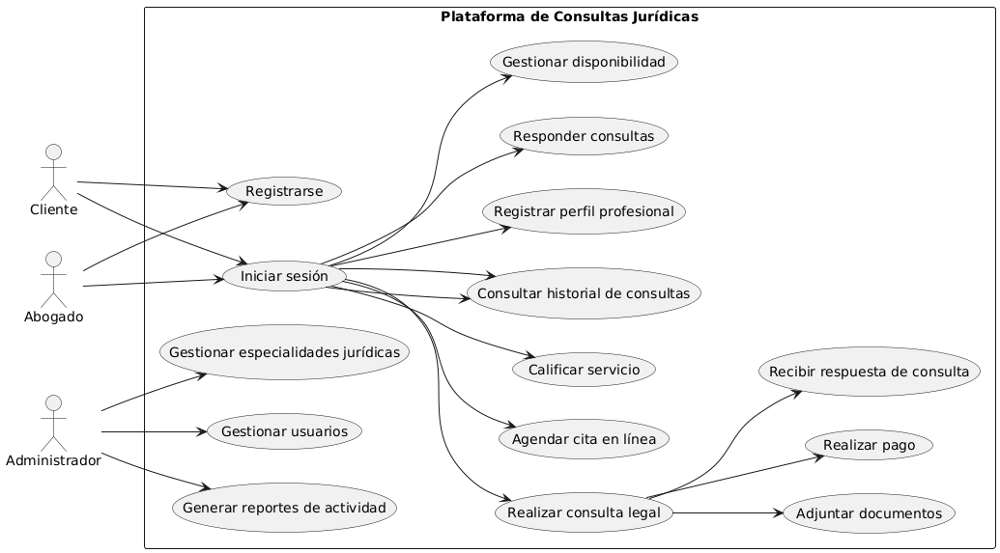 Plataforma de Consultas Jurídicas
Gestionar disponibilidad
Responder consultas
Registrarse
Cliente
Registrar perfil profesional
Iniciar sesión
Consultar historial de consultas
Abogado
Gestionar especialidades jurídicas
Calificar servicio
Recibir respuesta de consulta
Gestionar usuarios
Agendar cita en línea
Realizar pago
Administrador
Generar reportes de actividad
Realizar consulta legal
Adjuntar documentos